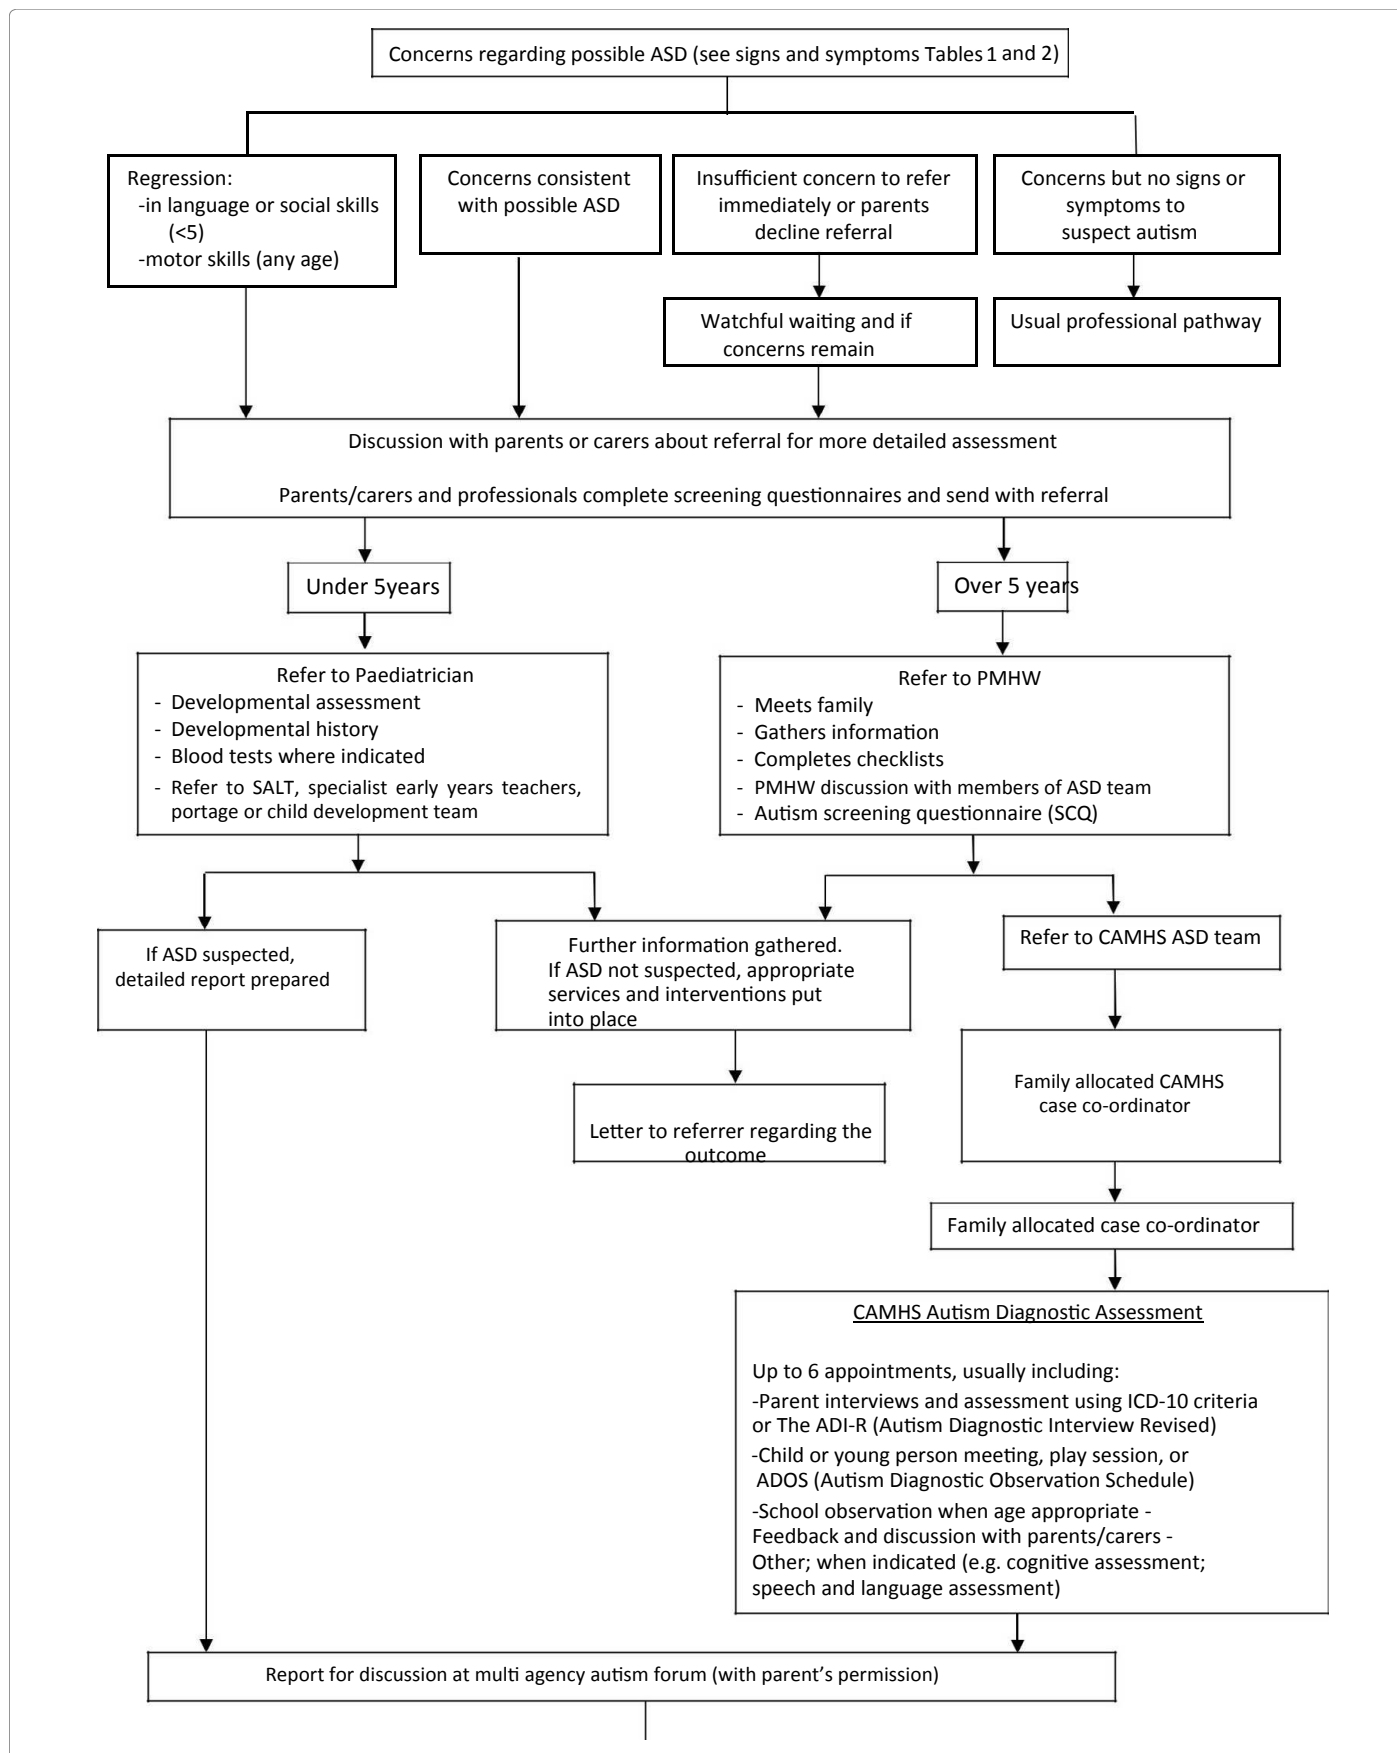 Concerns regarding possible ASD (see signs and symptoms Tables 1 and 2)
Regression:
-in language or social skills
(<5)
-motor skills (any age)
Concerns consistent
with possible ASD
Insufficient concern to refer
immediately or parents
decline referral
Concerns but no signs or
symptoms to
suspect autism
Watchful waiting and if
concerns remain
Usual professional pathway
Discussion with parents or carers about referral for more detailed assessment
Parents/carers and professionals complete screening questionnaires and send with referral
Under 5years
Over 5 years
Refer to Paediatrician
- Developmental assessment
- Developmental history
- Blood tests where indicated
- Refer to SALT, specialist early years teachers,
portage or child development team
Refer to PMHW
- Meets family
- Gathers information
- Completes checklists
- PMHW discussion with members of ASD team
- Autism screening questionnaire (SCQ)
If ASD suspected,
detailed report prepared
Further information gathered.
If ASD not suspected, appropriate
services and interventions put
into place
Refer to CAMHS ASD team
Letter to referrer regarding the
outcome
Family allocated CAMHS
case co-ordinator
Family allocated case co-ordinator
CAMHS Autism Diagnostic Assessment
Up to 6 appointments, usually including:
-Parent interviews and assessment using ICD-10 criteria
or The ADI-R (Autism Diagnostic Interview Revised)
-Child or young person meeting, play session, or
ADOS (Autism Diagnostic Observation Schedule)
-School observation when age appropriate -
Feedback and discussion with parents/carers -
Other; when indicated (e.g. cognitive assessment;
speech and language assessment)
Report for discussion at multi agency autism forum (with parent’s permission)